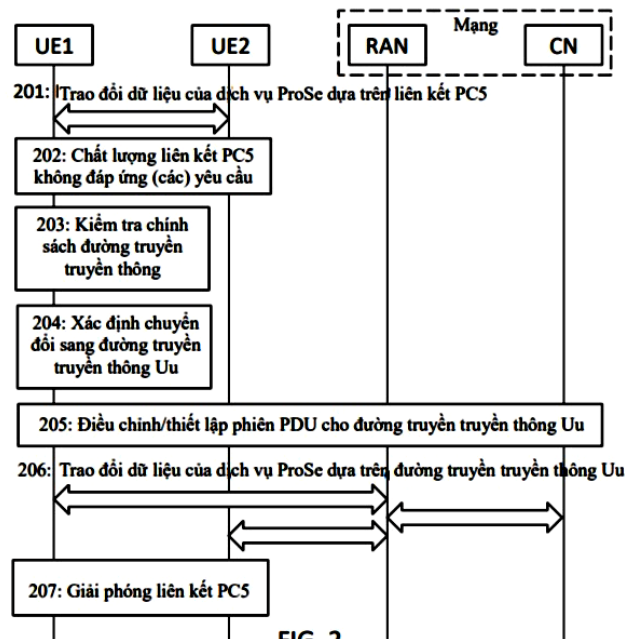 Mạng
UE1 UE2 RAN CN
201: Trao đổi dữ liệu của dịch vụ ProSe dựa trên liên kết PC5
202: Chất lượng liên kết PC5
không đáp ứng (các) yêu cầu
203: Kiểm tra chính
sách đường truyền
truyền thông
204: Xác định chuyển
đổi sang đường truyền
truyền thông Uu
205: Điều chỉnh/thiết lập phiên PDU cho đường truyền truyền thông Uu
206: Trao đổi dữ liệu của dịch vụ ProSe dựa trên đường truyền truyền thông Uu
207: Giải phóng liên kết PC5
FIG. 2